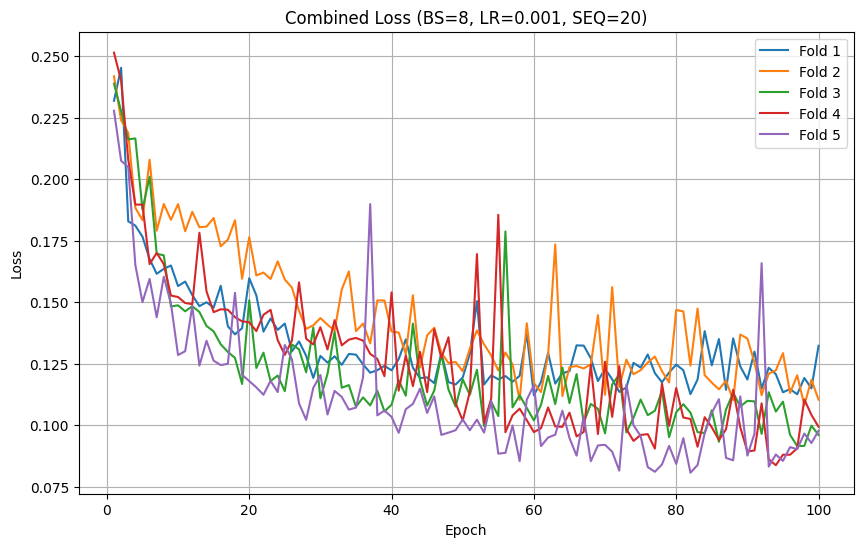 Combined Loss (BS=8, LR=0.001, SEQ=20)
Fold 1
Fold 2
Fold 3
Fold 4
Fold 5
Loss
0.250
0.225
0.200
0.175
0.150
0.125
0.100
0.075
0 20 40 60 80 100
Epoch